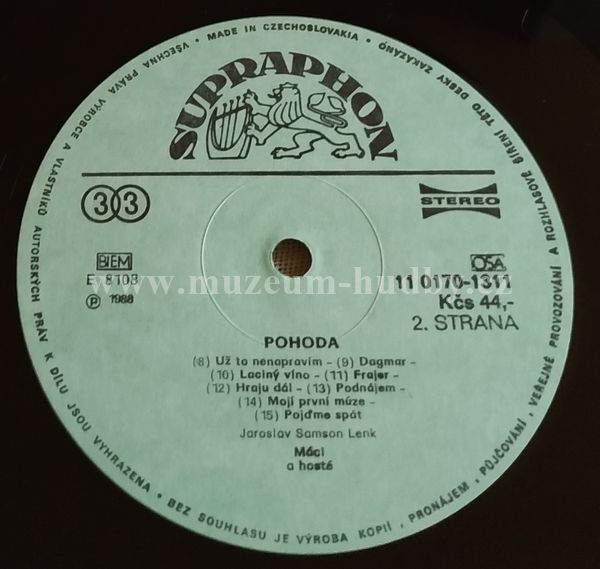 VŠECHNA PRÁVA VÝROBCE A VLASTNÍKŮ AUTORSKÝCH PRÁV K DÍLU JSOU VYHRAZENA • BEZ SOUHLASU JE VÝROBA KOPIÍ, PRONÁJEM, PŮJČOVÁNÍ, VEŘEJNÉ PROVOZOVÁNÍ A ROZHLASOVÉ ŠÍŘENÍ TÉTO DESKY ZAKÁZÁNO • MADE IN CZECHOSLOVAKIA •
SUPRAPHON
33
STEREO
BIEM
OSA
E 8108
11 0170-1311
www.muzeum-hudby.cz
Ⓟ 1988
Kčs 44,-
2. STRANA
POHODA
(8) Už to nenapravím – (9) Dagmar –
(10) Laciný víno – (11) Frajer –
(12) Hraju dál – (13) Podnájem –
(14) Mojí první múze –
(15) Pojďme spát
Jaroslav Samson Lenk
Máci
a hosté